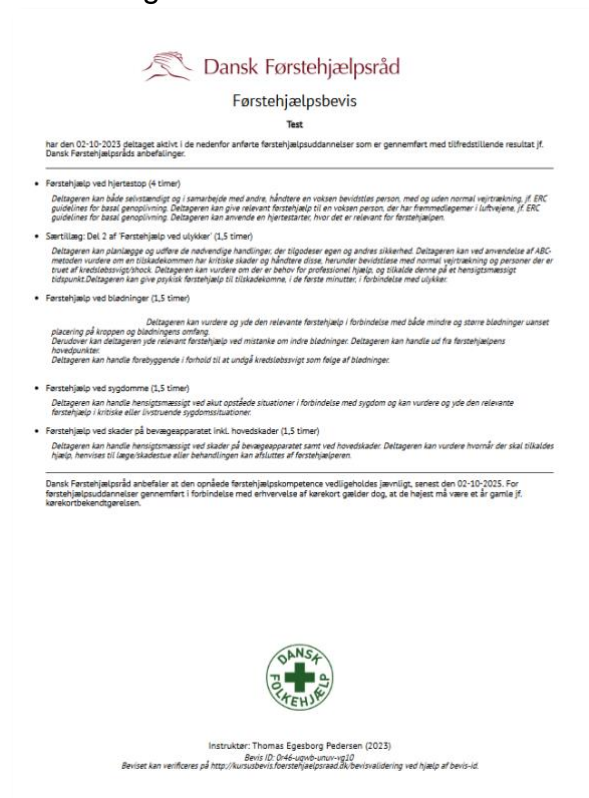 Dansk Førstehjælpsråd
Førstehjælpsbevis
Test
har den 02-10-2023 deltaget aktivt i de nedenfor anførte førstehjælpsuddannelser som er gennemført med tilfredstillende resultat jf.
Dansk Førstehjælpsråds anbefalinger.
• Førstehjælp ved hjertestop (4 timer)
Deltageren kan både selvstændigt og i samarbejde med andre, håndtere en voksen bevidstløs person, med og uden normal vejrtrækning, jf. ERC
guidelines for basal genoplivning. Deltageren kan give relevant førstehjælp til en voksen person, der har fremmedlegemer i luftvejene, jf. ERC
guidelines for basal genoplivning. Deltageren kan anvende en hjertestarter, hvor det er relevant for førstehjælpen.
• Særtillæg: Del 2 af 'Førstehjælp ved ulykker' (1,5 timer)
Deltageren kan planlægge og udføre de nødvendige handlinger, der tilgodeser egen og andres sikkerhed. Deltageren kan ved anvendelse af ABC-
metoden vurdere om en tilskadekommen har kritiske skader og håndtere disse, herunder bevidstløse med normal vejrtrækning og personer der er
truet af kredsløbssvigt/shock. Deltageren kan vurdere om der er behov for professionel hjælp, og tilkalde denne på et hensigtsmæssigt
tidspunkt.Deltageren kan give psykisk førstehjælp til tilskadekomne, i de første minutter, i forbindelse med ulykker.
• Førstehjælp ved blødninger (1,5 timer)
Deltageren kan vurdere og yde den relevante førstehjælp i forbindelse med både mindre og større blødninger uanset
placering på kroppen og blødningens omfang.
Derudover kan deltageren yde relevant førstehjælp ved mistanke om indre blødninger. Deltageren kan handle ud fra førstehjælpens
hovedpunkter.
Deltageren kan handle forebyggende i forhold til at undgå kredsløbssvigt som følge af blødninger.
• Førstehjælp ved sygdomme (1,5 timer)
Deltageren kan handle hensigtsmæssigt ved akut opståede situationer i forbindelse med sygdom og kan vurdere og yde den relevante
førstehjælp i kritiske eller livstruende sygdomssituationer.
• Førstehjælp ved skader på bevægeapparatet inkl. hovedskader (1,5 timer)
Deltageren kan handle hensigtsmæssigt ved skader på bevægeapparatet samt ved hovedskader. Deltageren kan vurdere hvornår der skal tilkaldes
hjælp, henvises til læge/skadestue eller behandlingen kan afsluttes af førstehjælperen.
Dansk Førstehjælpsråd anbefaler at den opnåede førstehjælpskompetence vedligeholdes jævnligt, senest den 02-10-2025. For
førstehjælpsuddannelser gennemført i forbindelse med erhvervelse af kørekort gælder dog, at de højest må være et år gamle jf.
kørekortbekendtgørelsen.
DANSK
FOLKEHJÆLP
Instruktør: Thomas Egesborg Pedersen (2023)
Bevis ID: 0r46-uqwb-unuv-vg10
Beviset kan verificeres på http://kursusbevis.foerstehjaelpsraad.dk/bevisvalidering ved hjælp af bevis-id.